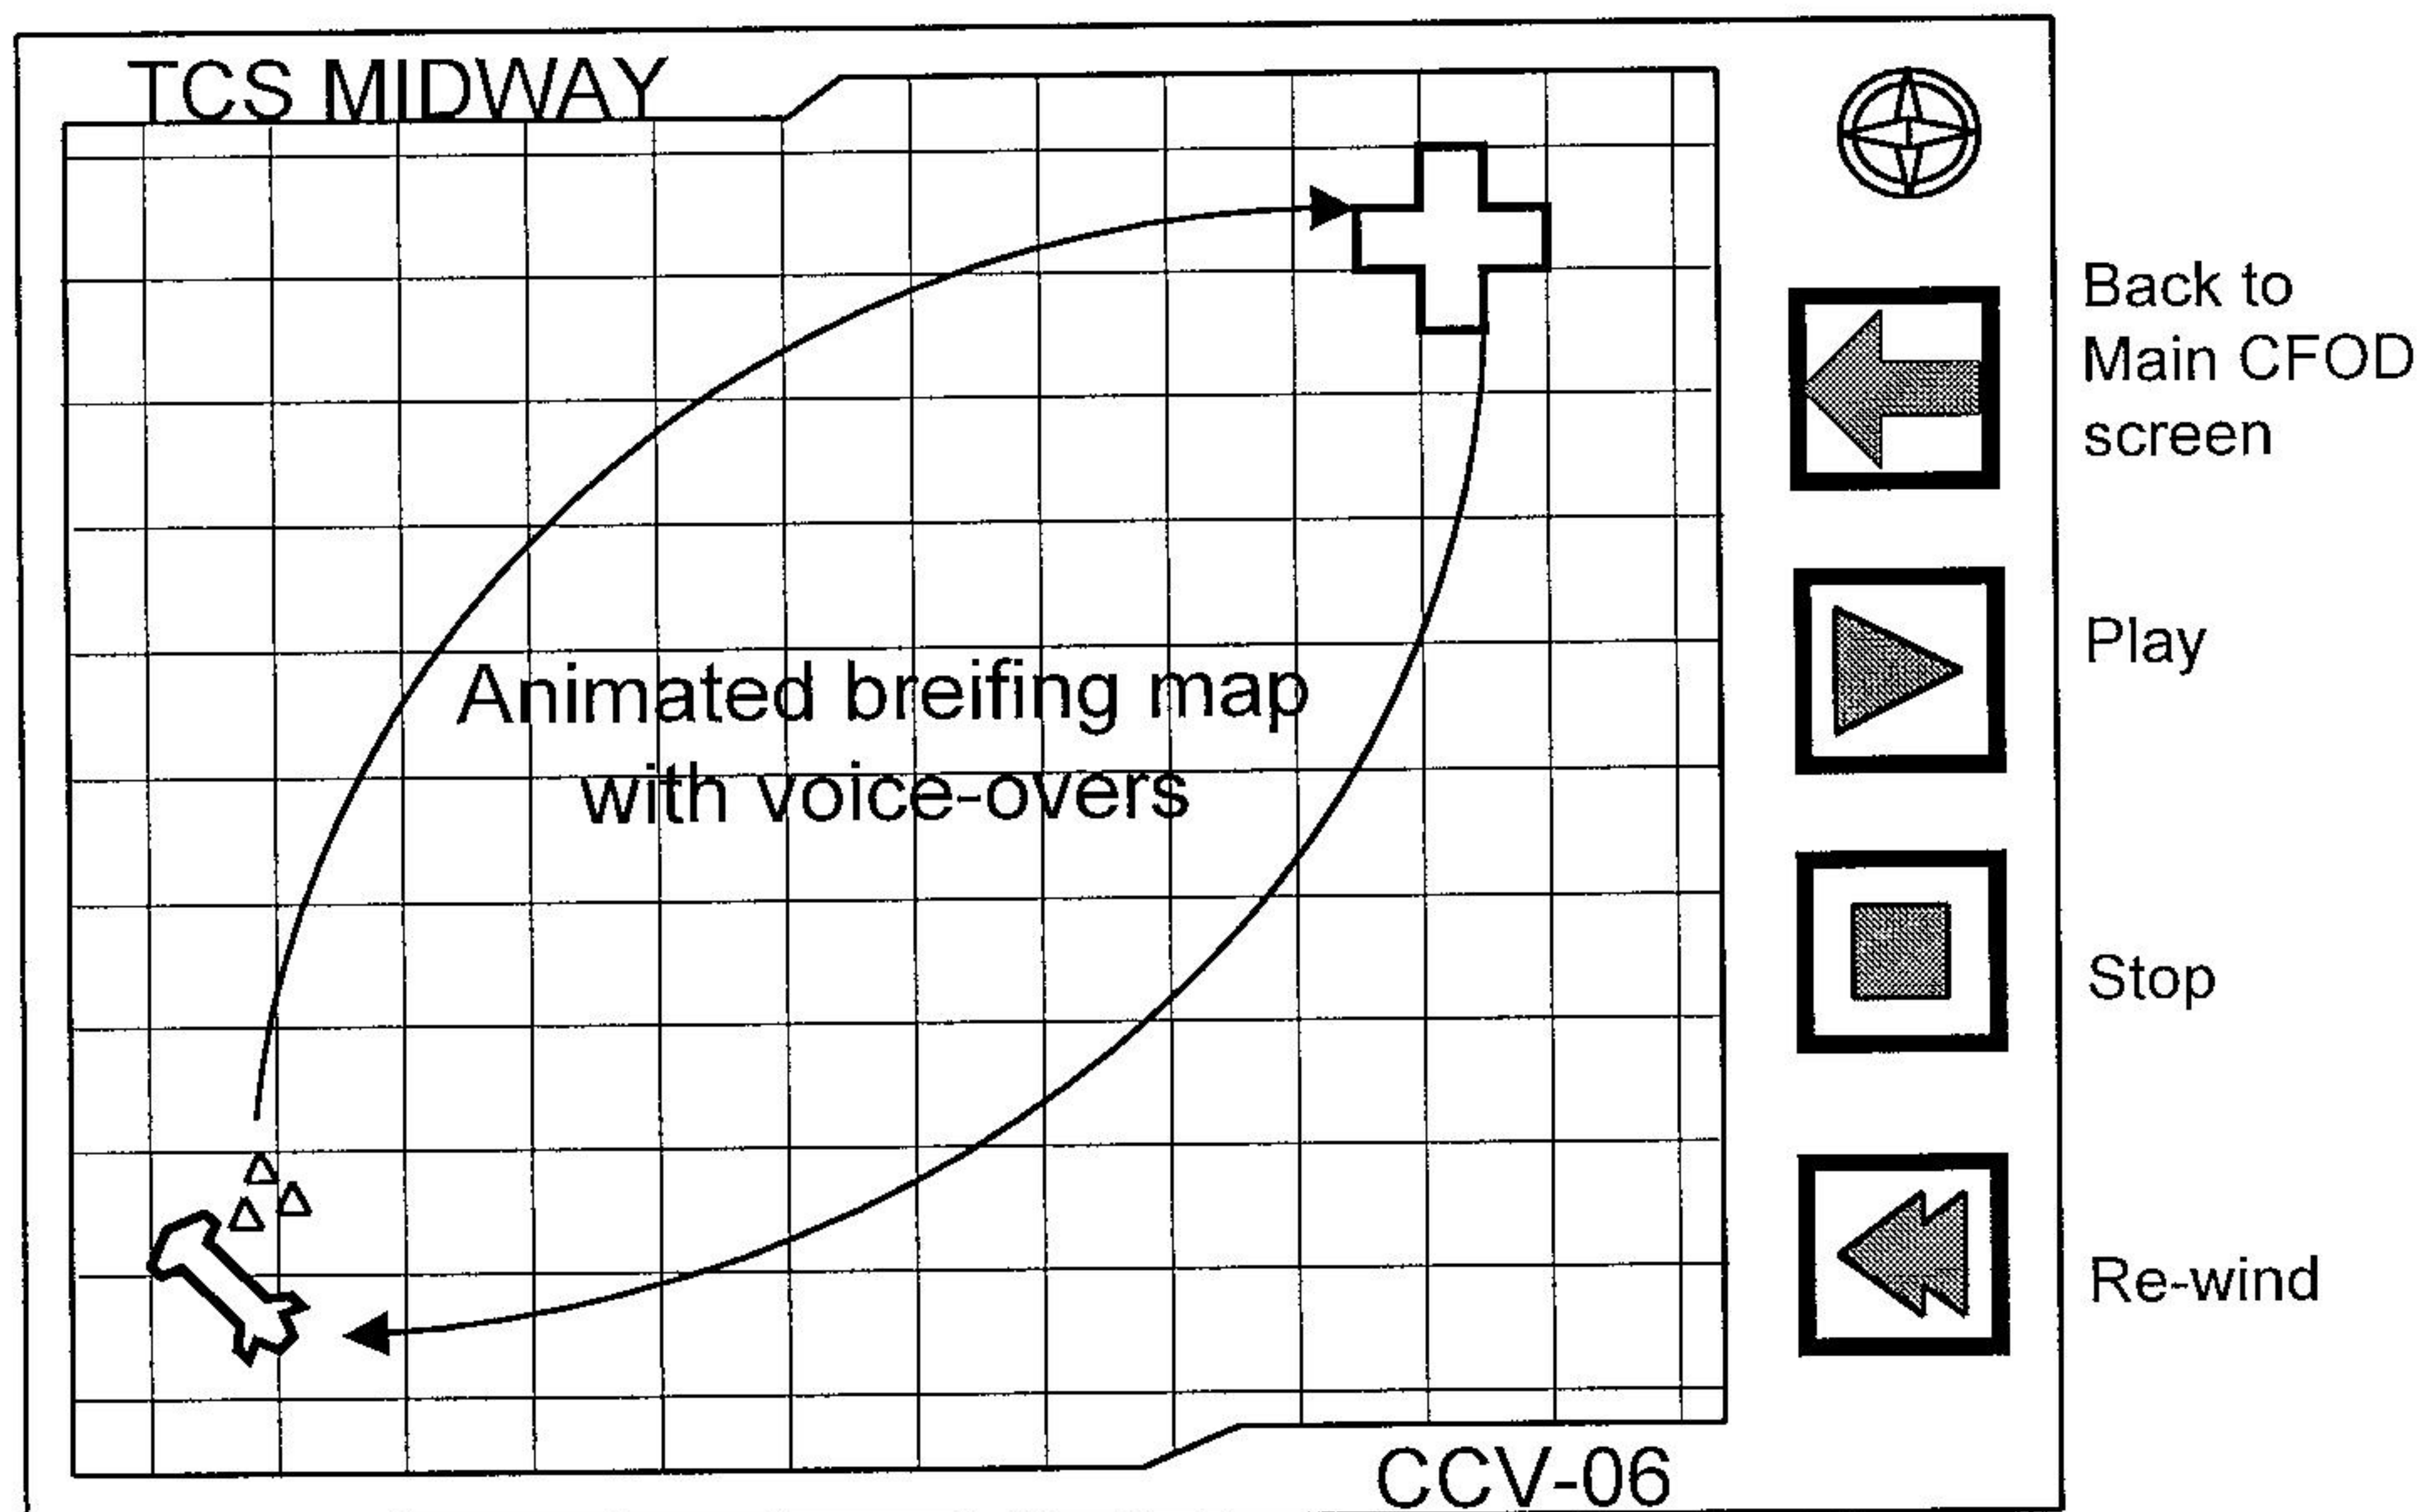 TCS MIDWAY
Back to
Main CFOD
screen
Play
Animated breifing map
with voice-overs
Stop
Re-wind
CCV-06